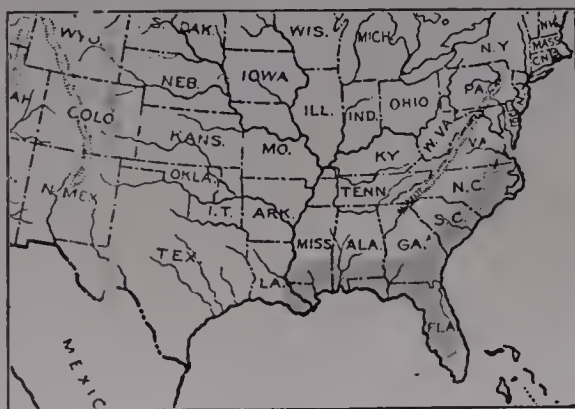 WYO
S. DAK.
WIS.
MICH.
N.Y
N.H.
MASS
CN
NEB.
IOWA
PA.
ILL.
IND.
OHIO
COLO
KANS.
MO.
KY
W.VA.
VA.
OKLA.
TENN.
N.C.
N. MEX
I.T.
ARK.
S.C.
MISS
ALA.
GA.
TEX.
LA.
FLA.
MEXIC